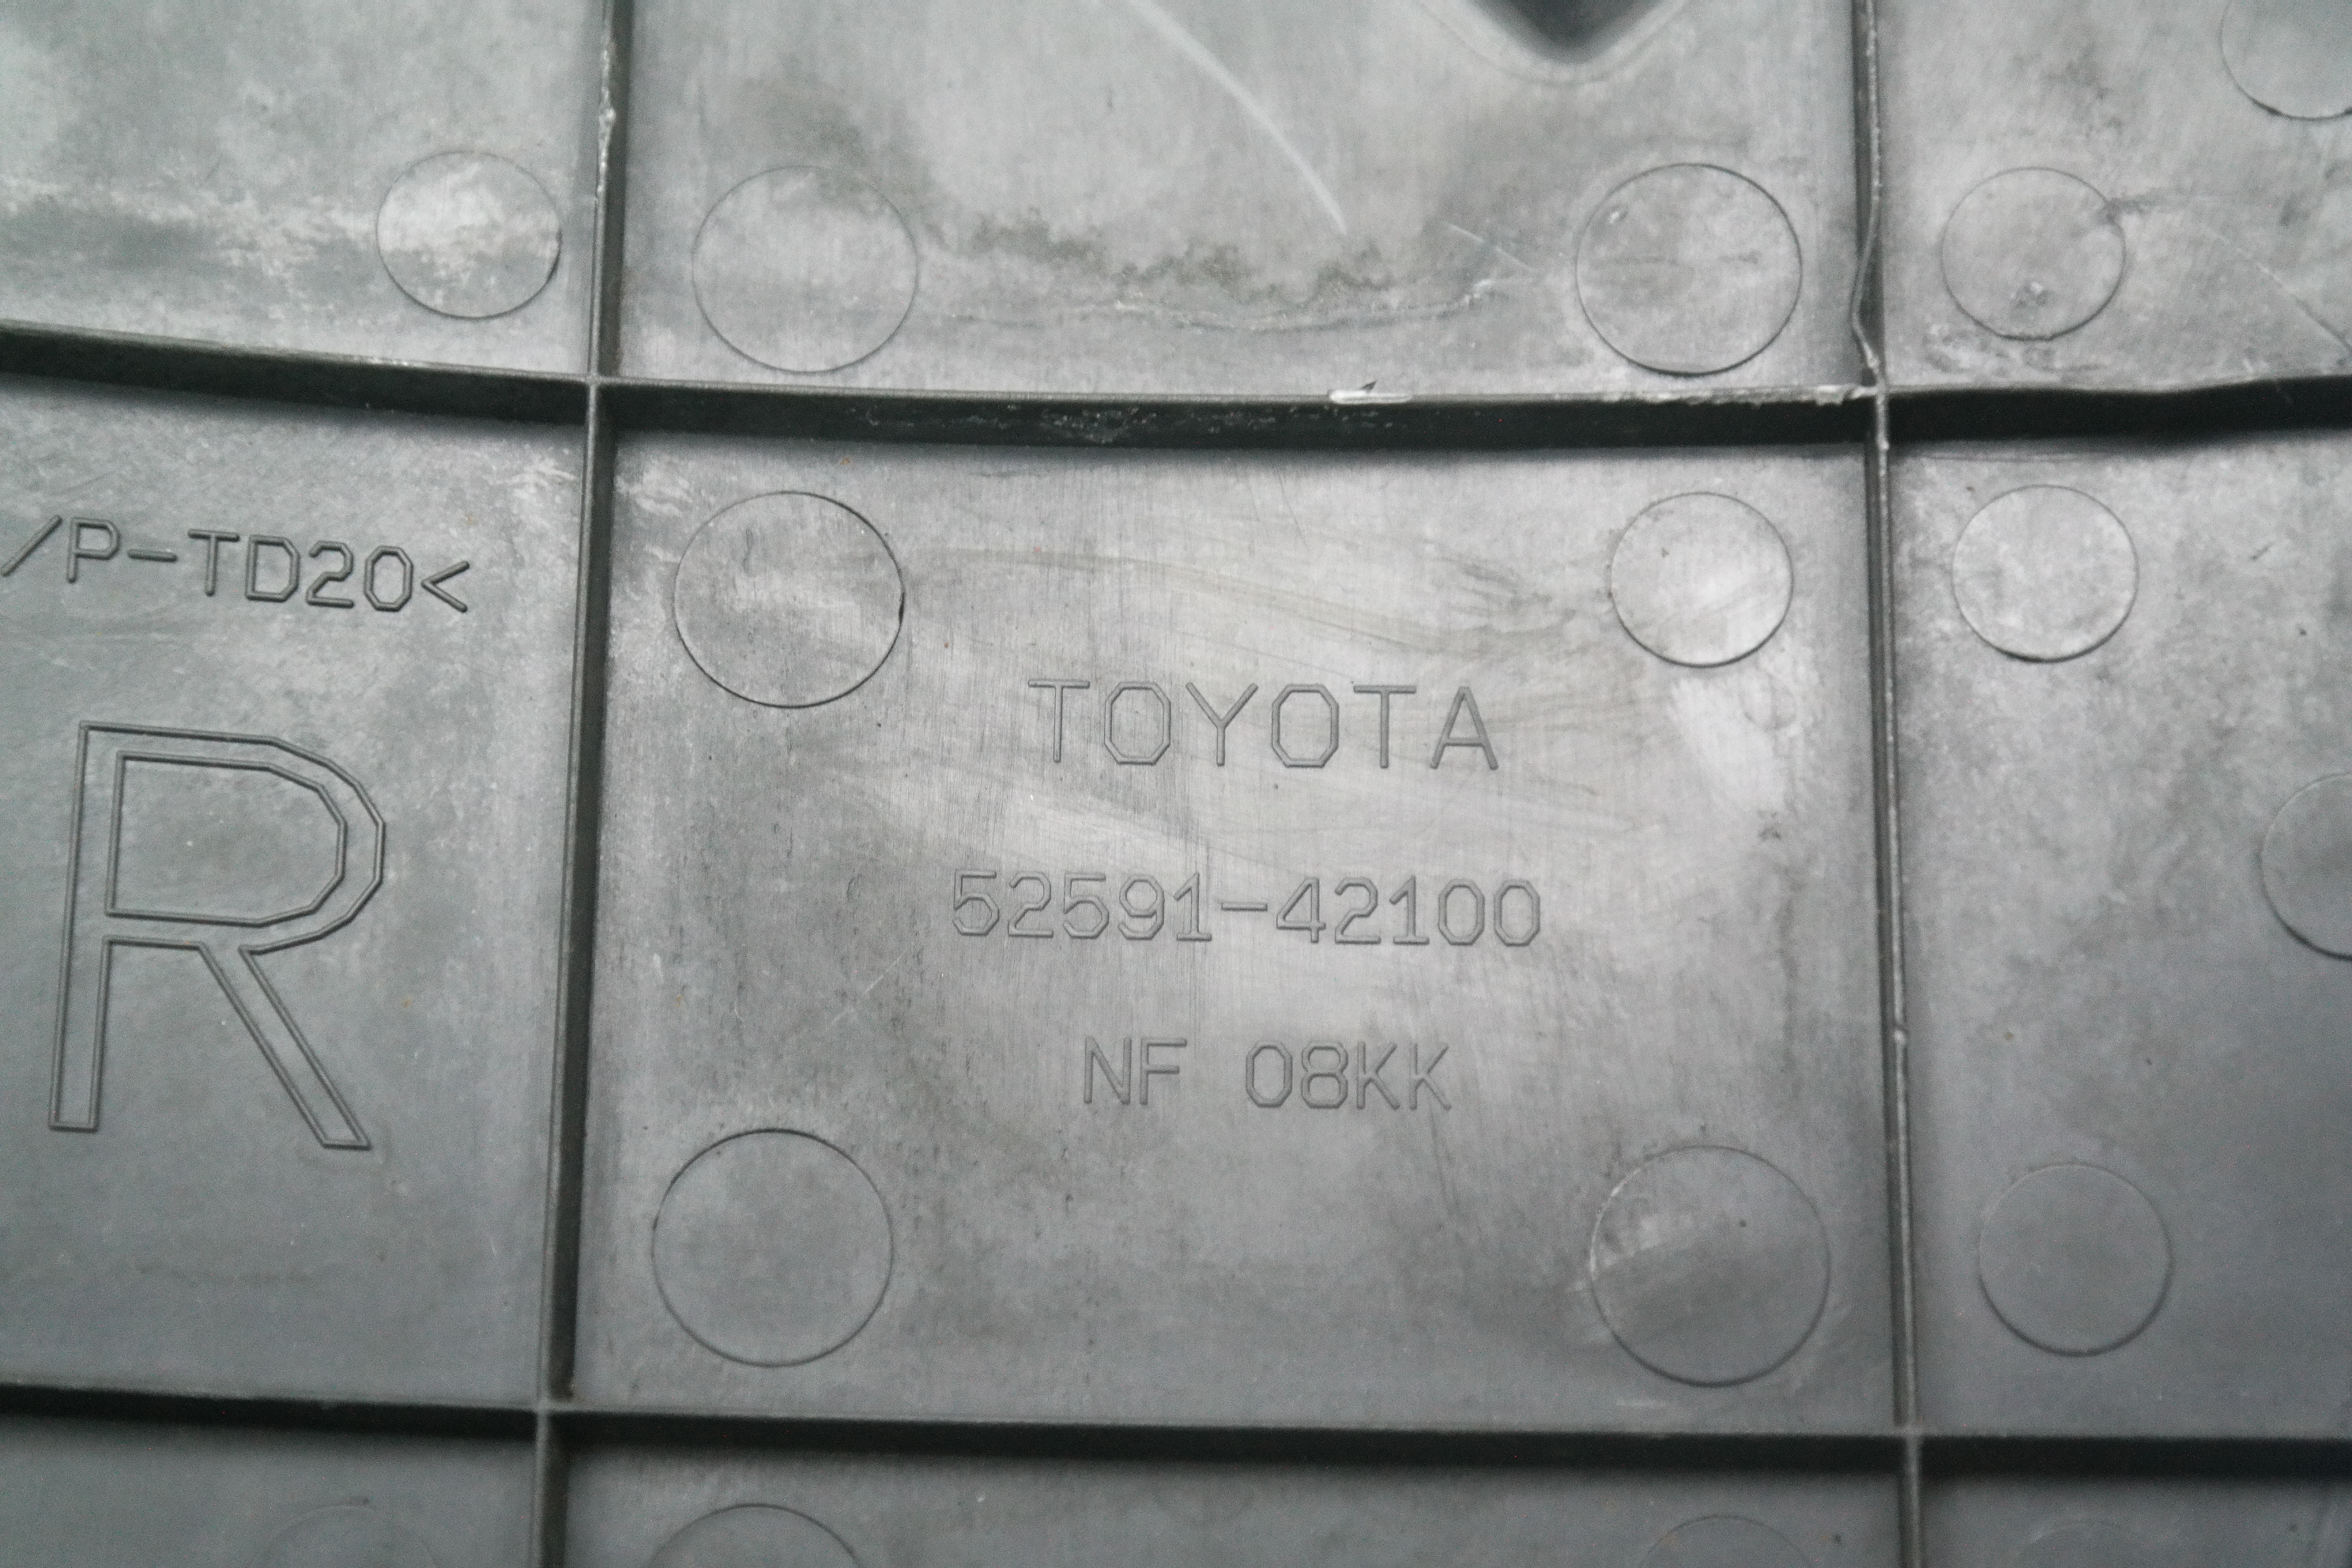 /P-TD20<
R
TOYOTA
52591-42100
NF 08KK